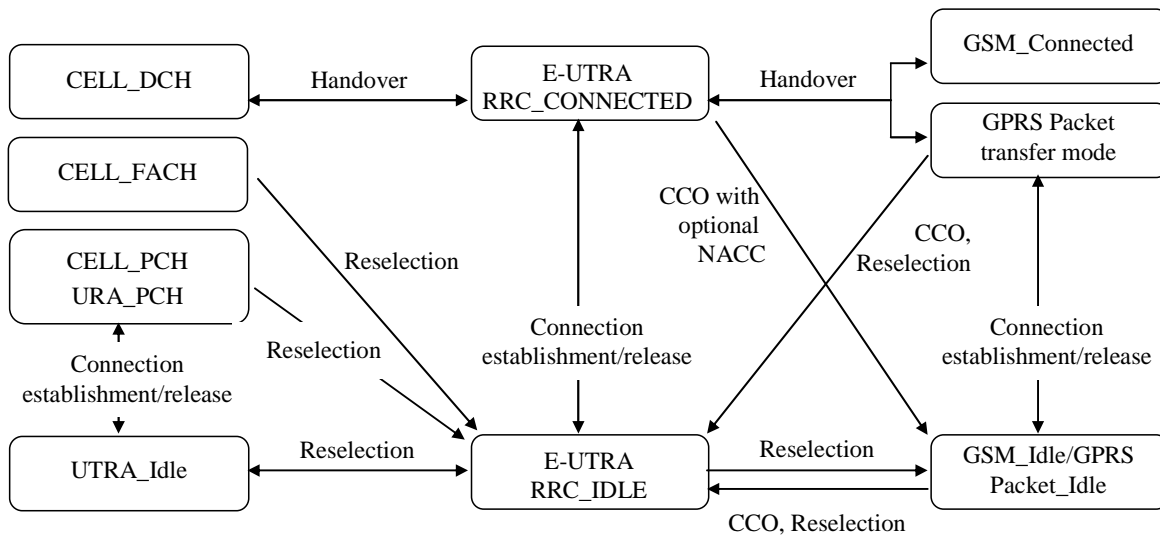 GSM_Connected
CELL_DCH
Handover
E-UTRA
RRC_CONNECTED
Handover
GPRS Packet
transfer mode
CELL_FACH
CCO with
optional
NACC
CCO,
Reselection
CELL_PCH
URA_PCH
Reselection
Reselection
Connection
establishment/release
Connection
establishment/release
Connection
establishment/release
UTRA_Idle
Reselection
E-UTRA
RRC_IDLE
Reselection
GSM_Idle/GPRS
Packet_Idle
CCO, Reselection